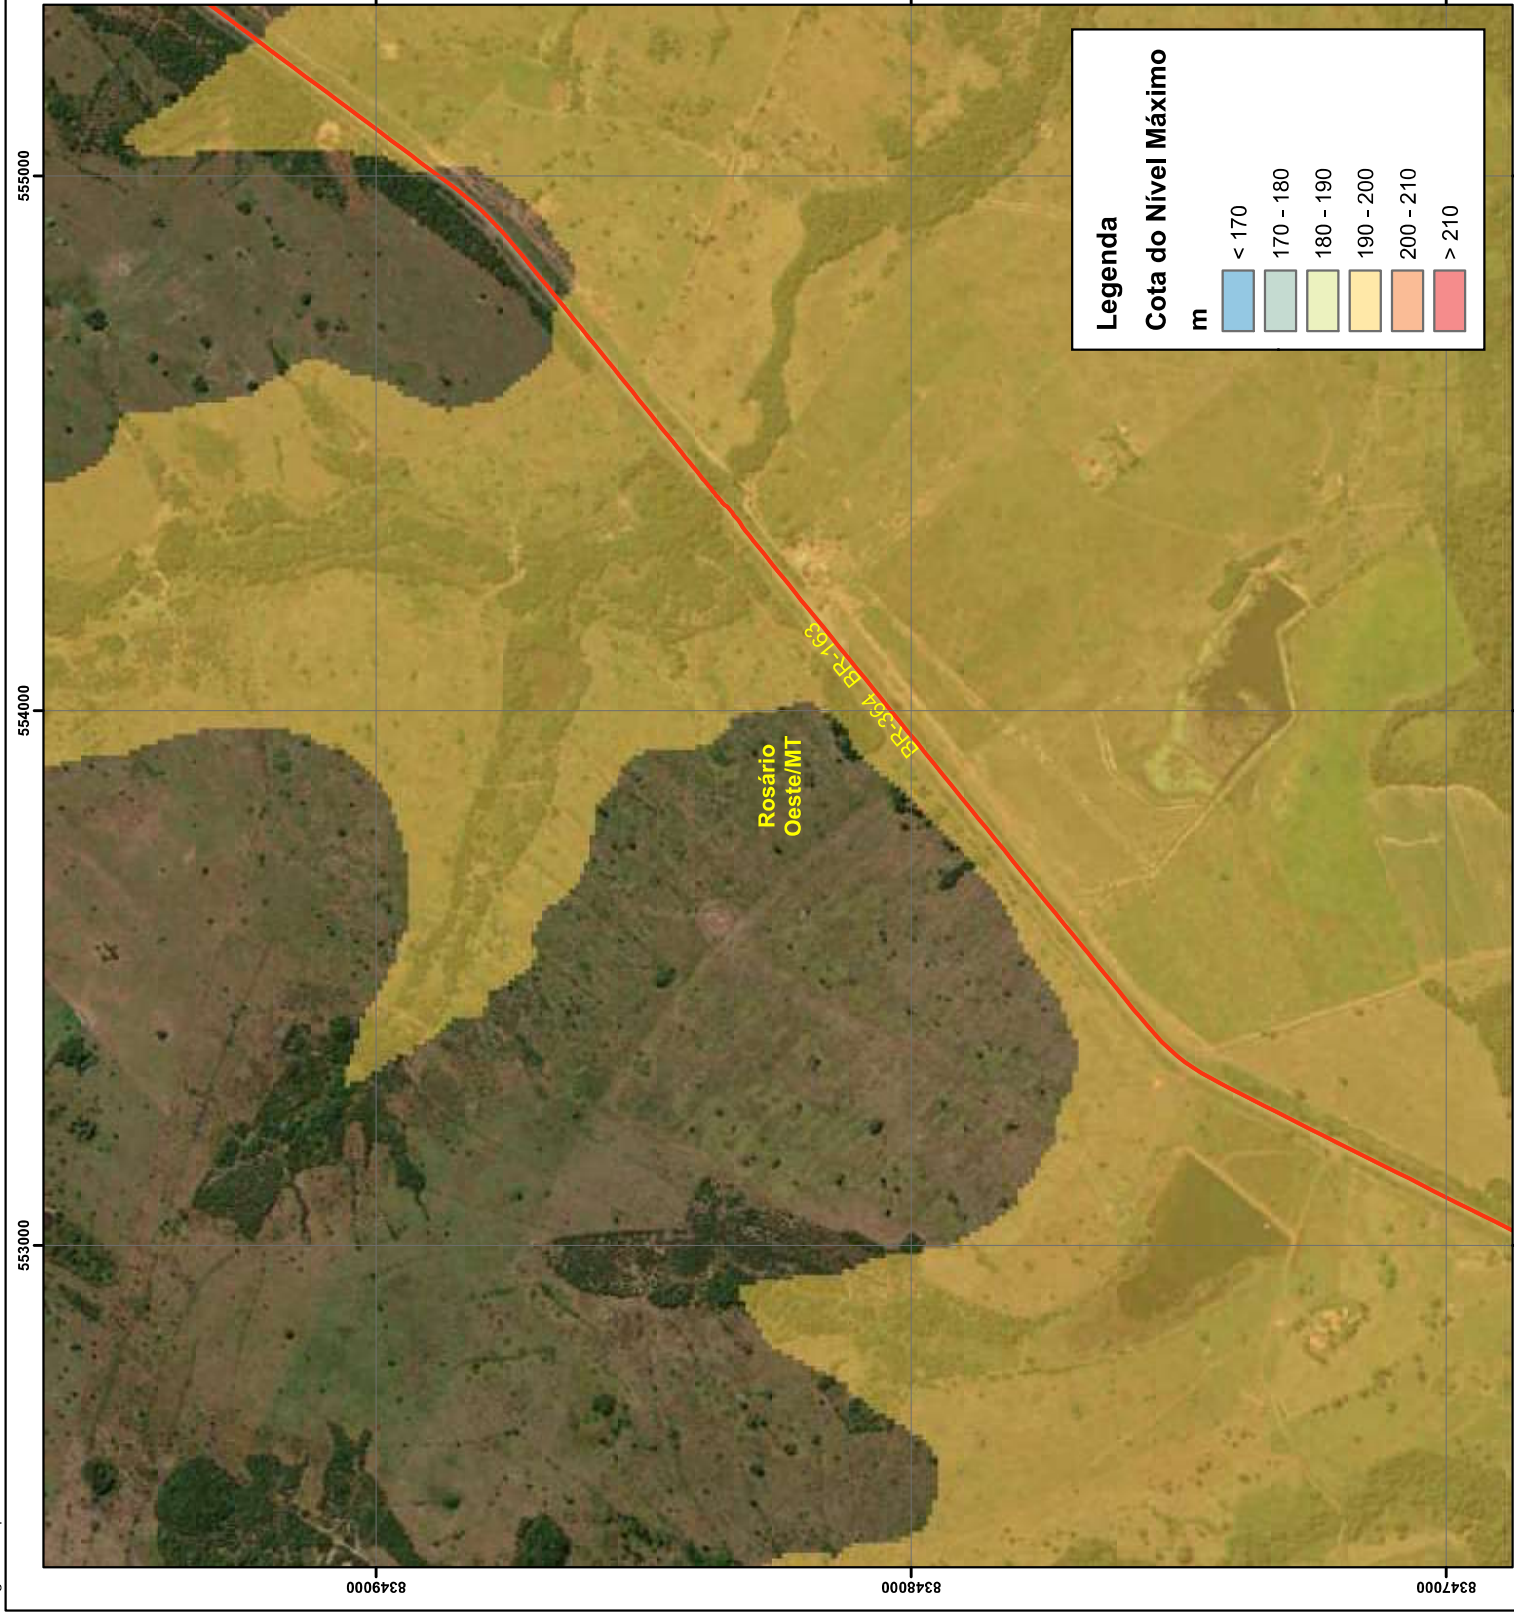 553000
554000
555000
8349000
8348000
8347000
Rosário
Oeste/MT
BR-364 BR-163
Legenda
Cota do Nível Máximo
m
< 170
170 - 180
180 - 190
190 - 200
200 - 210
> 210